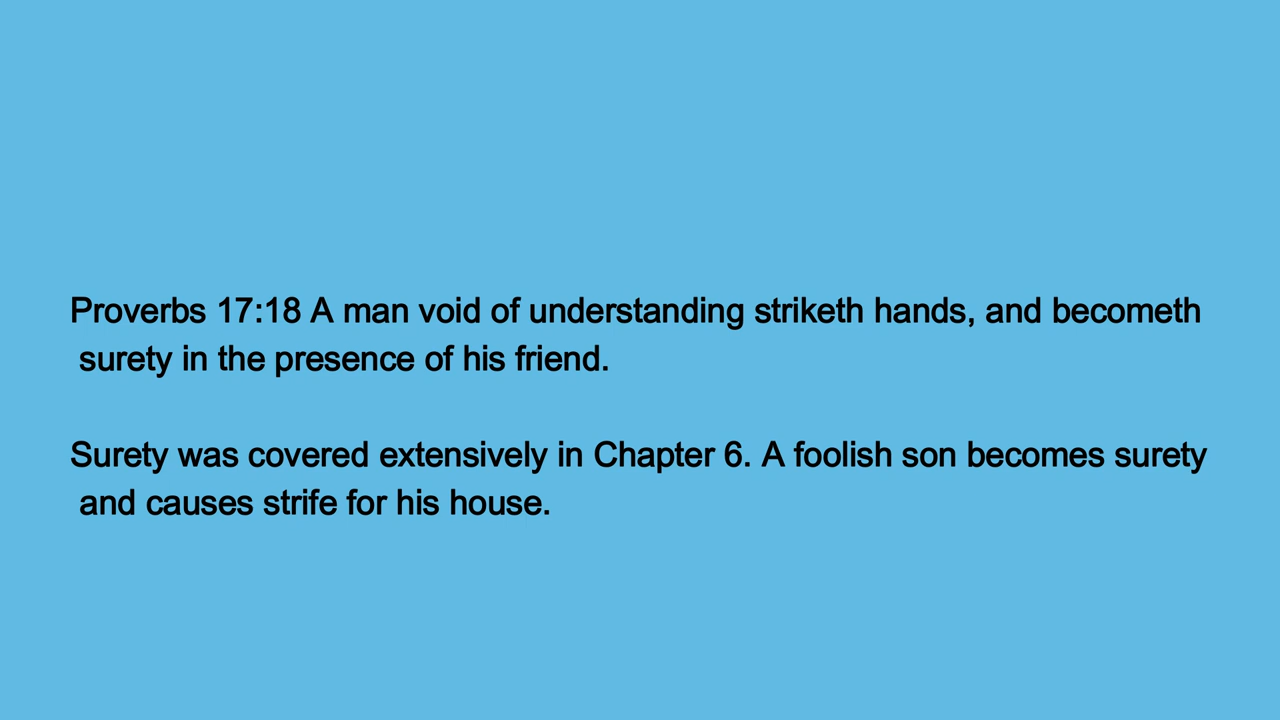 Proverbs 17:18 A man void of understanding striketh hands, and becometh
surety in the presence of his friend.
Surety was covered extensively in Chapter 6. A foolish son becomes surety
and causes strife for his house.